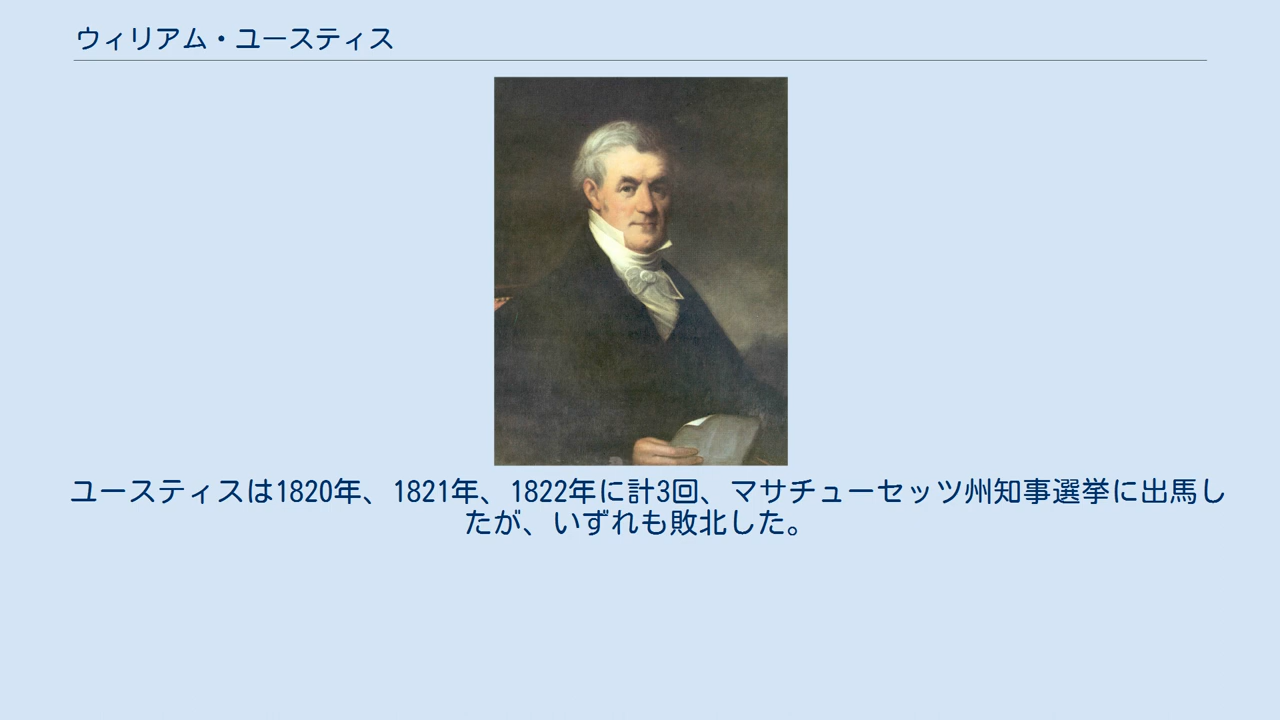 ウィリアム・ユースティス
ユースティスは1820年、1821年、1822年に計3回、マサチューセッツ州知事選挙に出馬し
たが、いずれも敗北した。